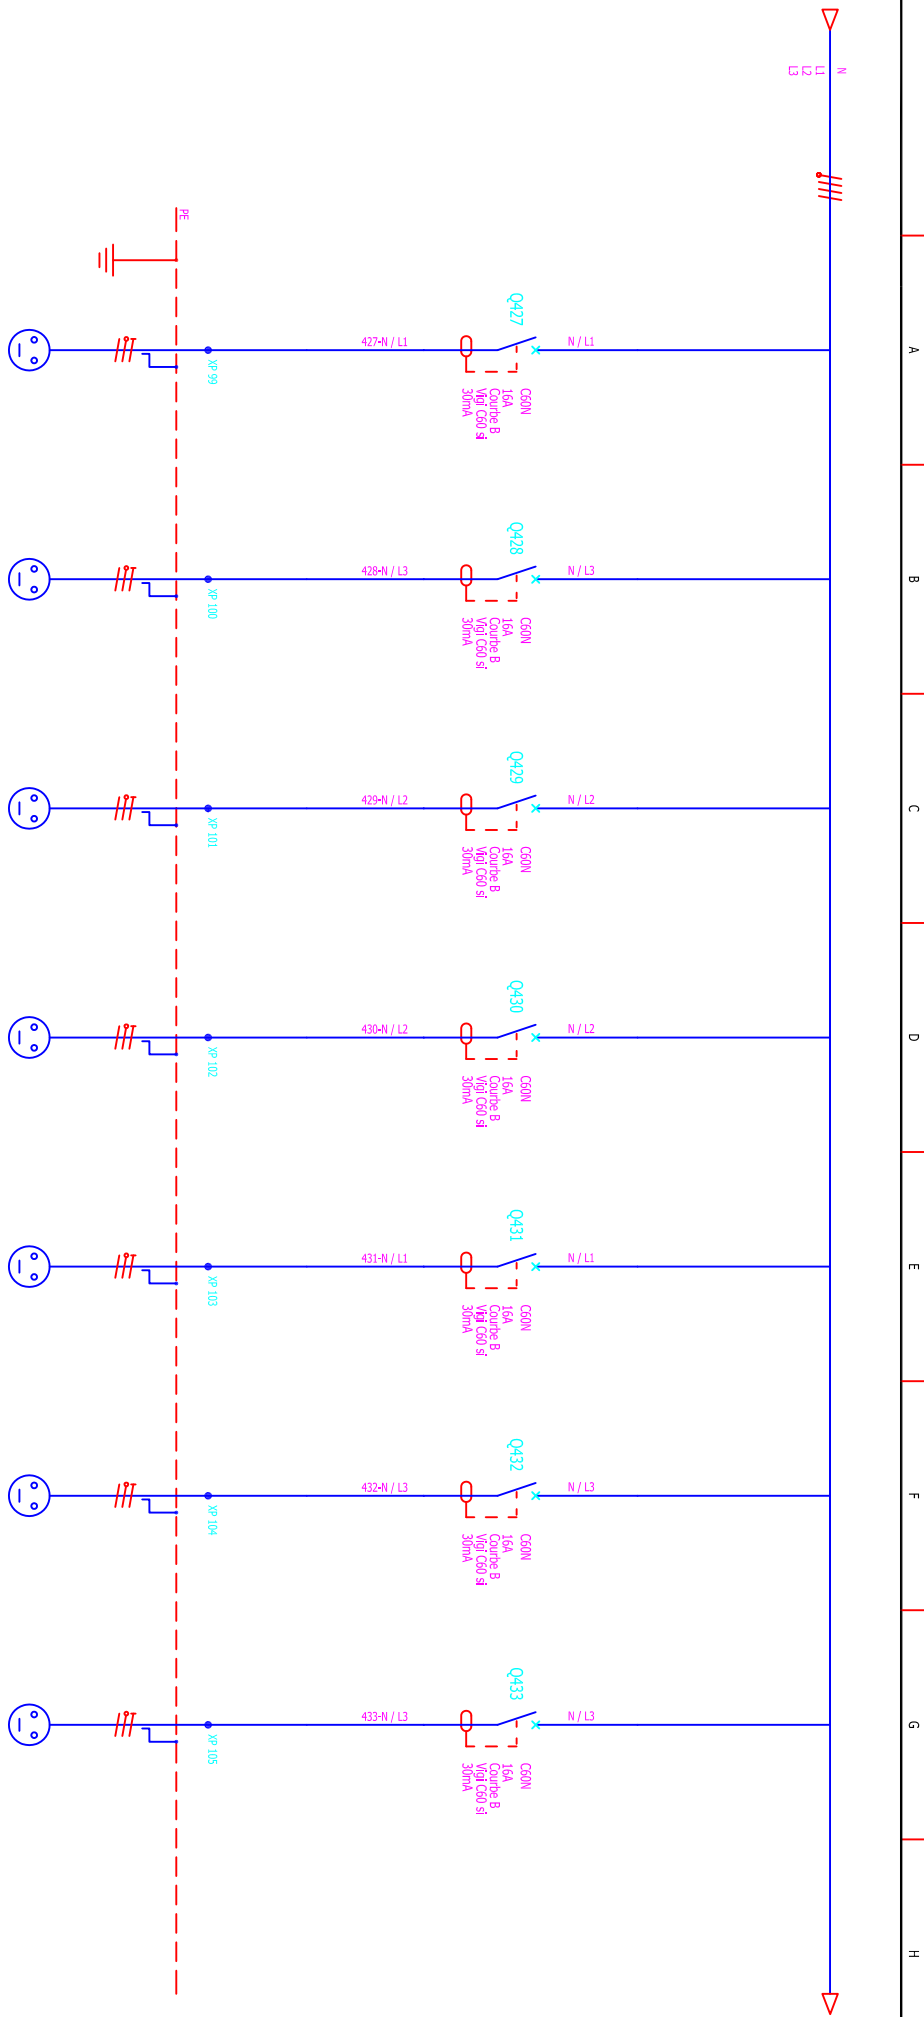 N
L1
L2
L3
A
B
C
D
E
F
G
H
PE
Q427
N / L1
C60N
16A
Courbe B
Vigi C60 si
30mA
427-N / L1
XP 99
Q428
N / L3
C60N
16A
Courbe B
Vigi C60 si
30mA
428-N / L3
XP 100
Q429
N / L2
C60N
16A
Courbe B
Vigi C60 si
30mA
429-N / L2
XP 101
Q430
N / L2
C60N
16A
Courbe B
Vigi C60 si
30mA
430-N / L2
XP 102
Q431
N / L1
C60N
16A
Courbe B
Vigi C60 si
30mA
431-N / L1
XP 103
Q432
N / L3
C60N
16A
Courbe B
Vigi C60 si
30mA
432-N / L3
XP 104
Q433
N / L3
C60N
16A
Courbe B
Vigi C60 si
30mA
433-N / L3
XP 105